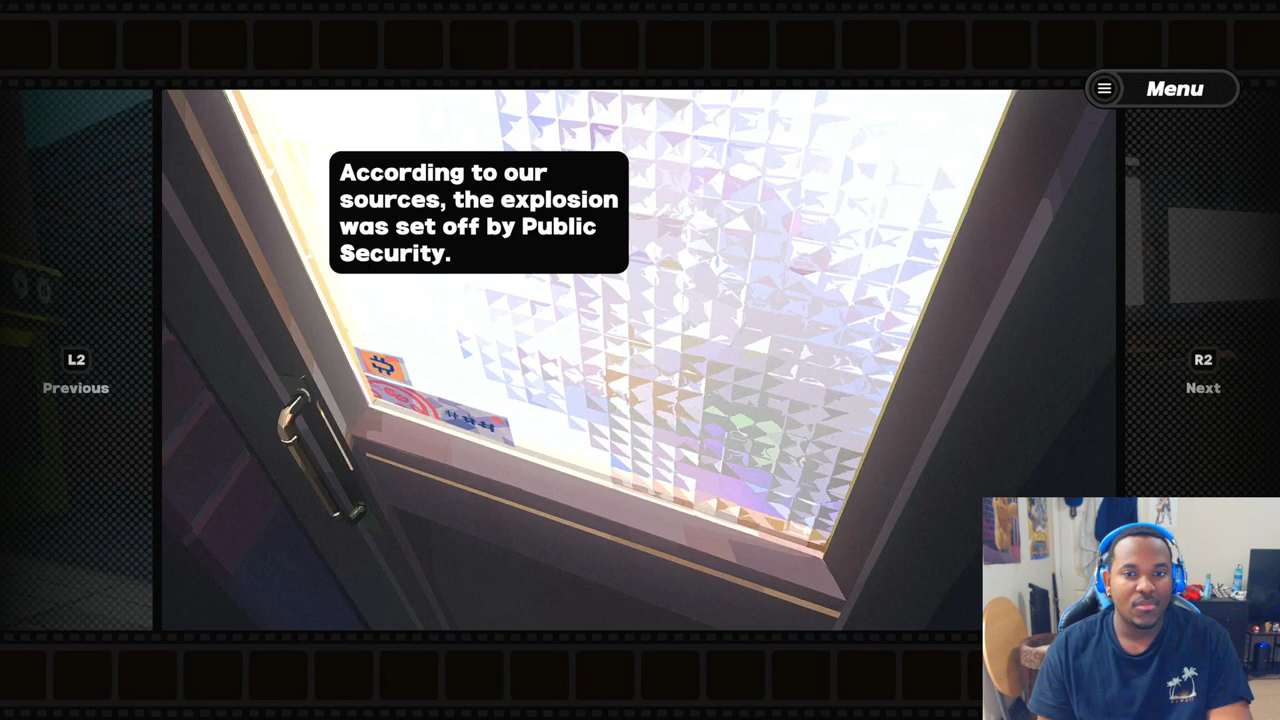 Menu
According to our
sources, the explosion
was set off by Public
Security.
L2
Previous
R2
Next